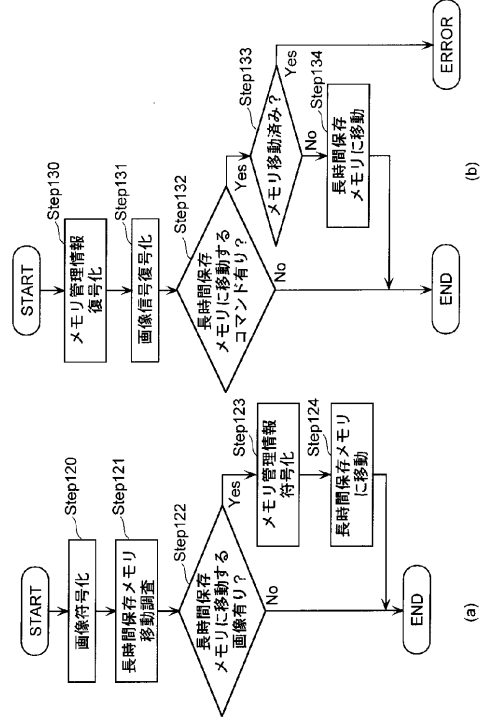 START
Step120
画像符号化
Step121
長時間保存メモリ
移動調査
Step122
長時間保存
メモリに移動する
画像有り?
Yes
No
Step123
メモリ管理情報
符号化
Step124
長時間保存メモリ
に移動
END
(a)
START
Step130
メモリ管理情報
復号化
Step131
画像信号復号化
Step132
長時間保存
メモリに移動する
コマンド有り?
Yes
No
Step133
メモリ移動済み?
Yes
No
Step134
長時間保存
メモリに移動
END
ERROR
(b)